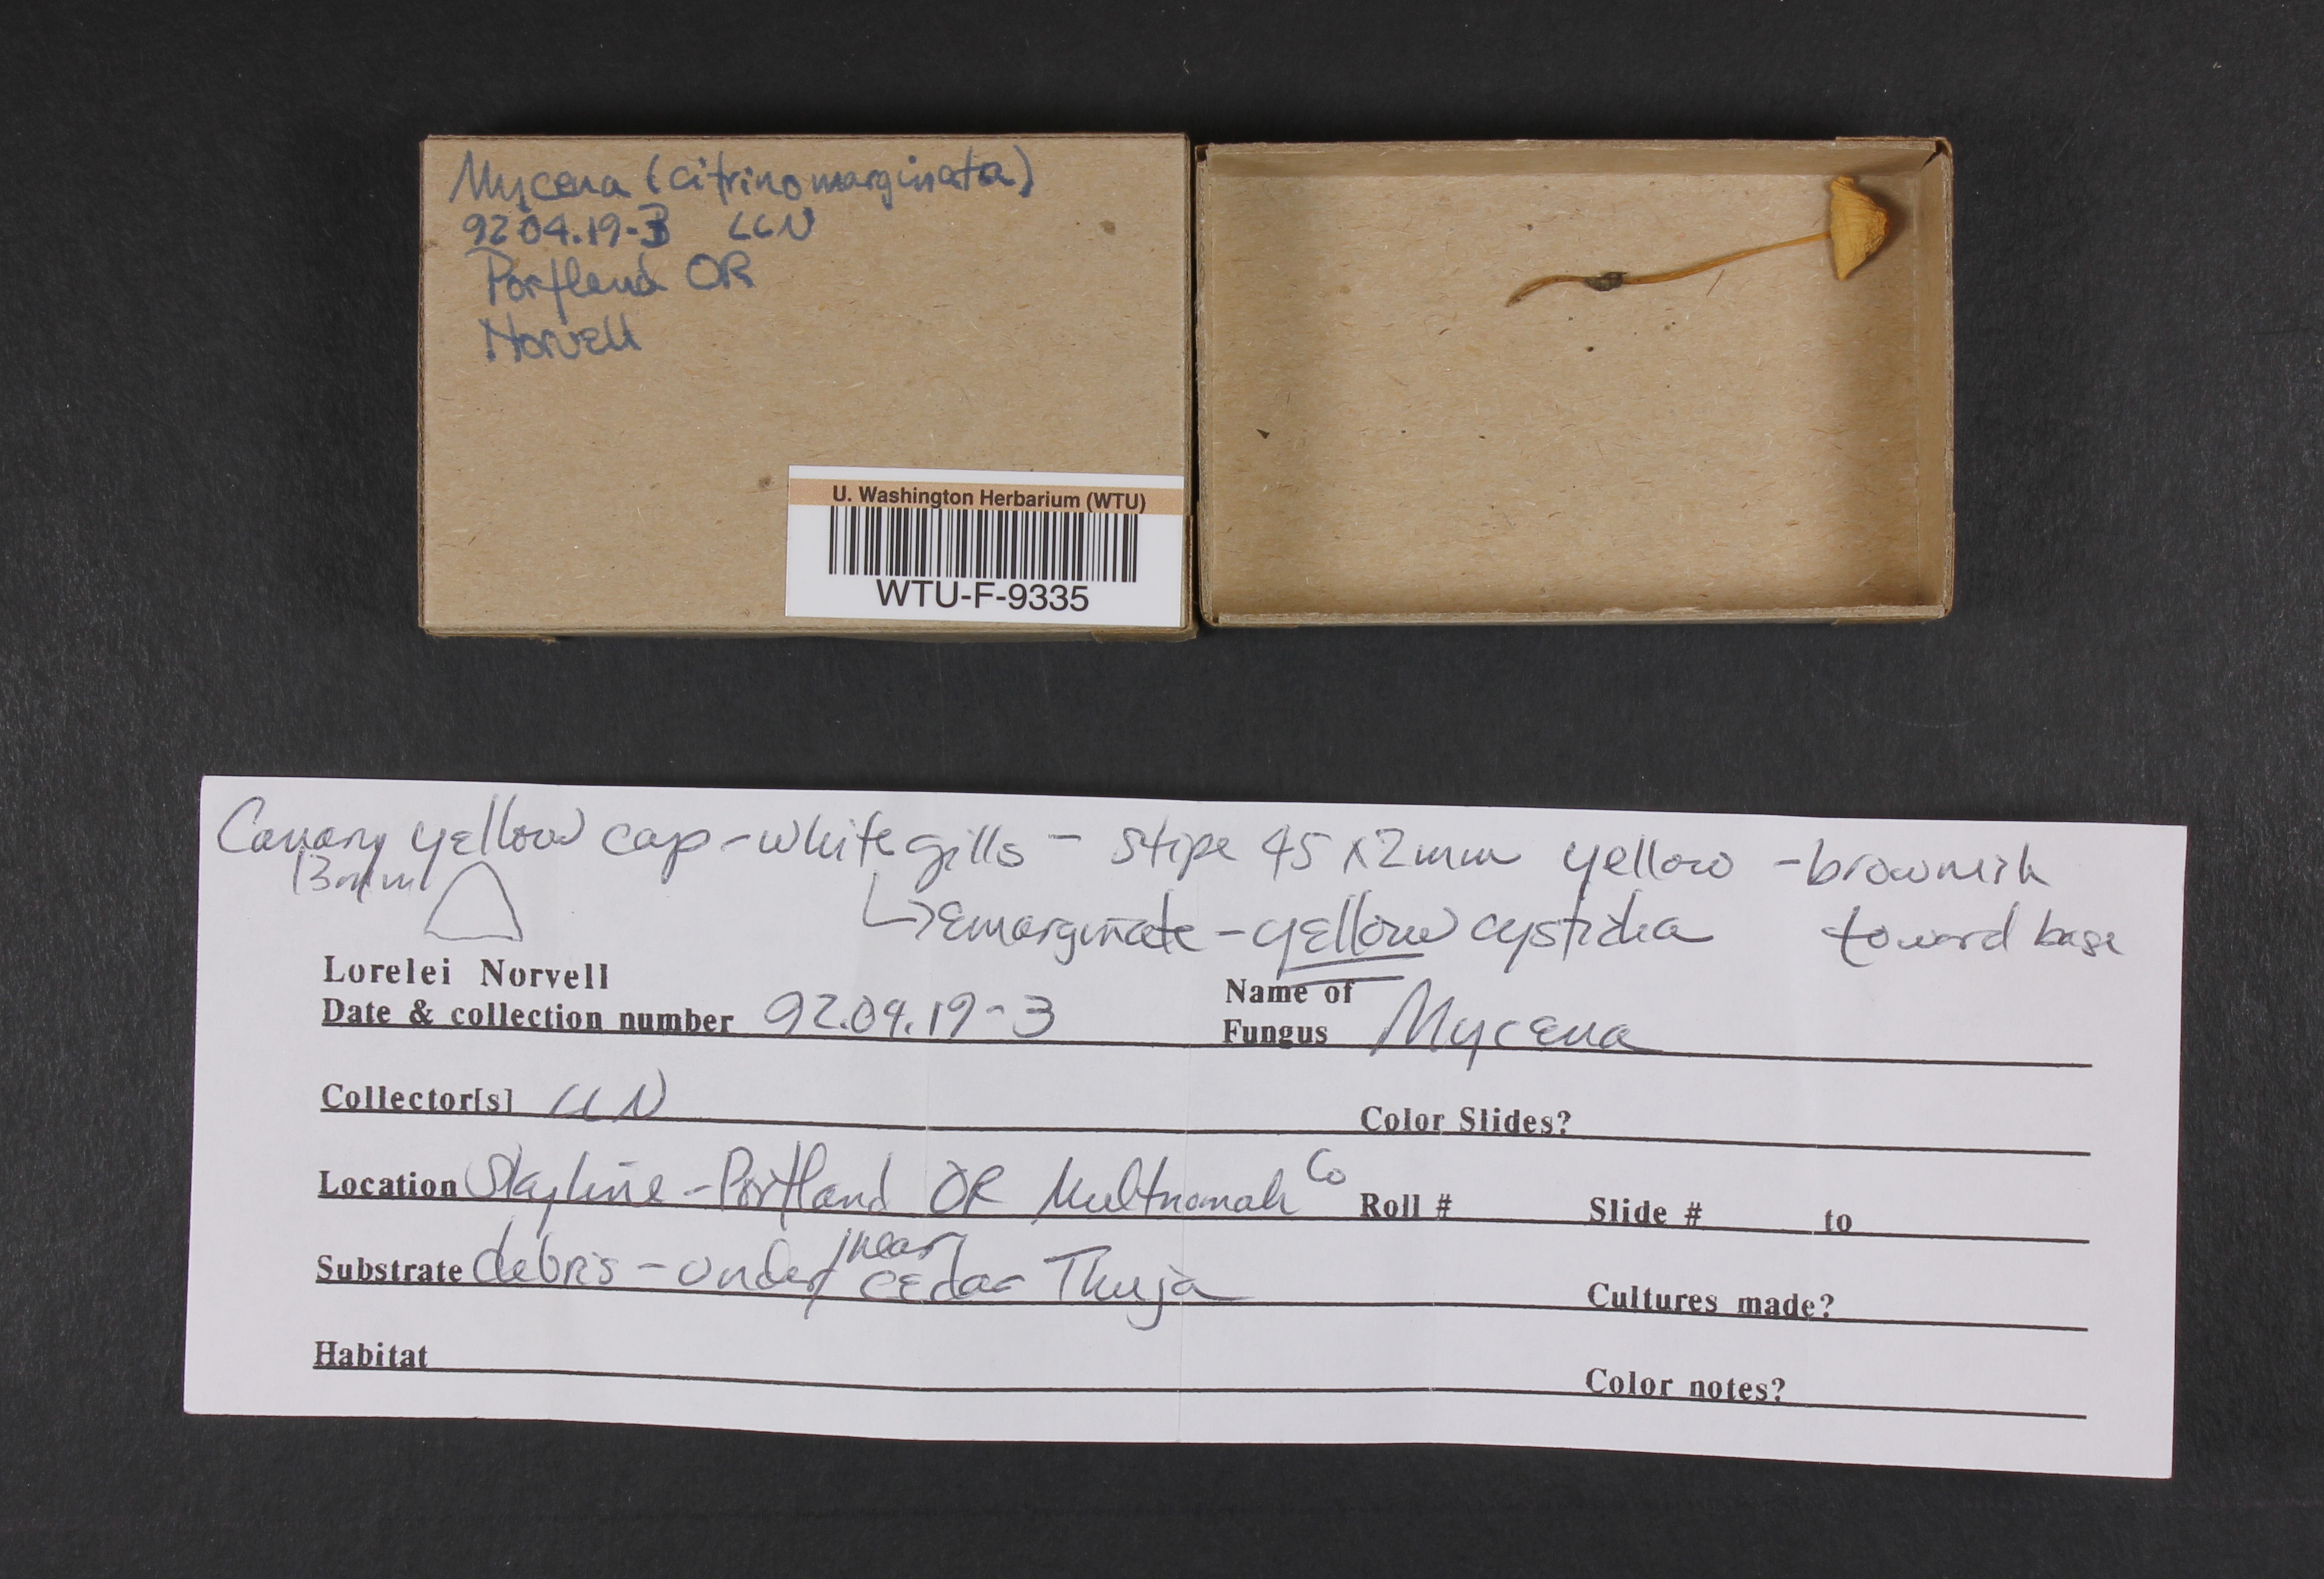 Mycena (citrinomarginata)
92 04.19-3 LLN
Portland OR
Norvell
U. Washington Herbarium (WTU)
WTU-F-9335
Canary yellow cap - white gills - stipe 45 x 2mm yellow - brownish
13mm
↳ emarginate - yellow cystidia toward base
Lorelei Norvell
Date & collection number 92.04.19-3
Name of
Fungus Mycena
Collector[s] LLN
Color Slides?
Location Skyline - Portland OR Multnomah Co
Roll # Slide # to
Substrate debris - under/near cedar Thuja
Cultures made?
Habitat
Color notes?